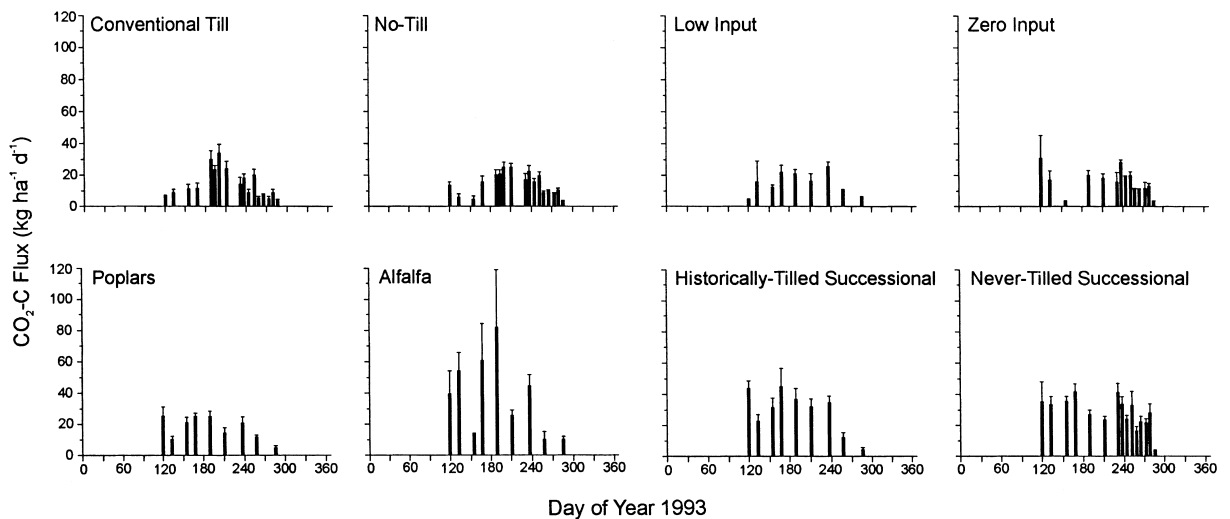 CO₂-C Flux (kg ha⁻¹ d⁻¹)
Conventional Till
120
100
80
60
40
20
0
No-Till
Low Input
Zero Input
Poplars
120
100
80
60
40
20
0
0 60 120 180 240 300 360
Alfalfa
0 60 120 180 240 300 360
Historically-Tilled Successional
0 60 120 180 240 300 360
Never-Tilled Successional
0 60 120 180 240 300 360
Day of Year 1993